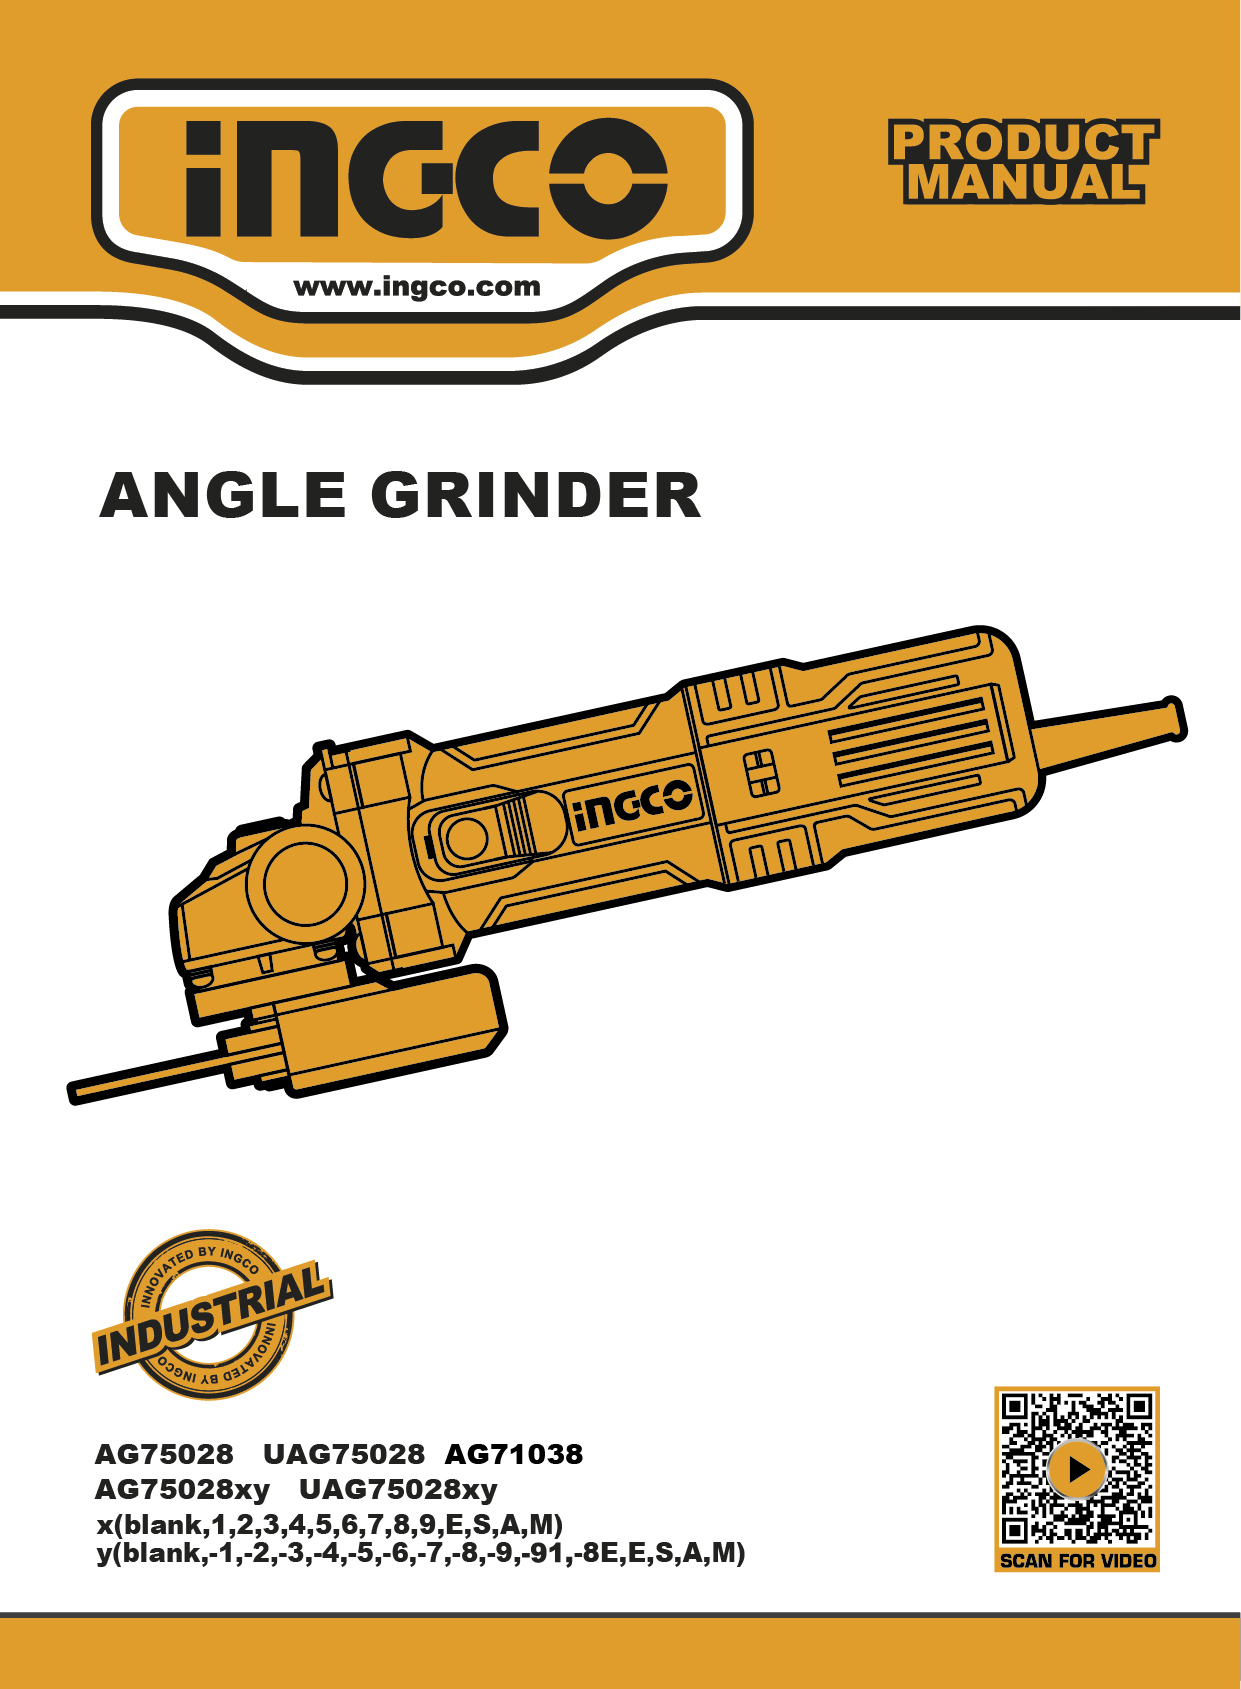 INGCO
PRODUCT
MANUAL
www.ingco.com
ANGLE GRINDER
INGCO
INNOVATED BY INGCO
INDUSTRIAL
INNOVATED BY INGCO
AG75028 UAG75028 AG71038
AG75028xy UAG75028xy
x(blank,1,2,3,4,5,6,7,8,9,E,S,A,M)
y(blank,-1,-2,-3,-4,-5,-6,-7,-8,-9,-91,-8E,E,S,A,M)
SCAN FOR VIDEO